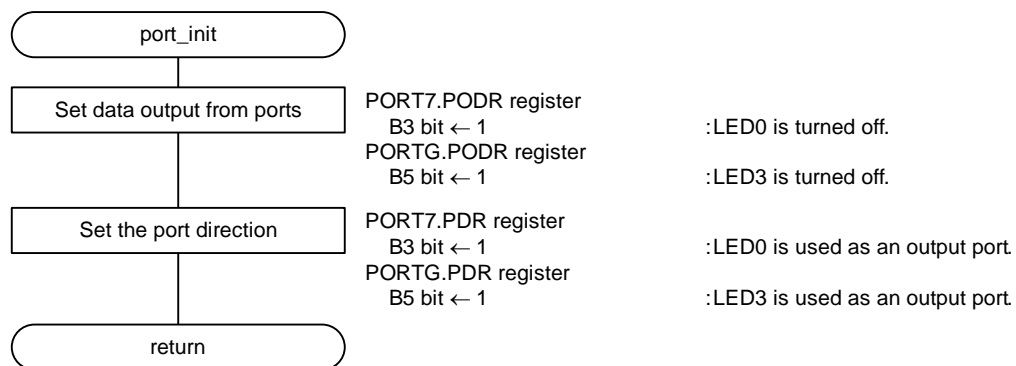 port_init
Set data output from ports
PORT7.PODR register
B3 bit ← 1 :LED0 is turned off.
PORTG.PODR register
B5 bit ← 1 :LED3 is turned off.
Set the port direction
PORT7.PDR register
B3 bit ← 1 :LED0 is used as an output port.
PORTG.PDR register
B5 bit ← 1 :LED3 is used as an output port.
return